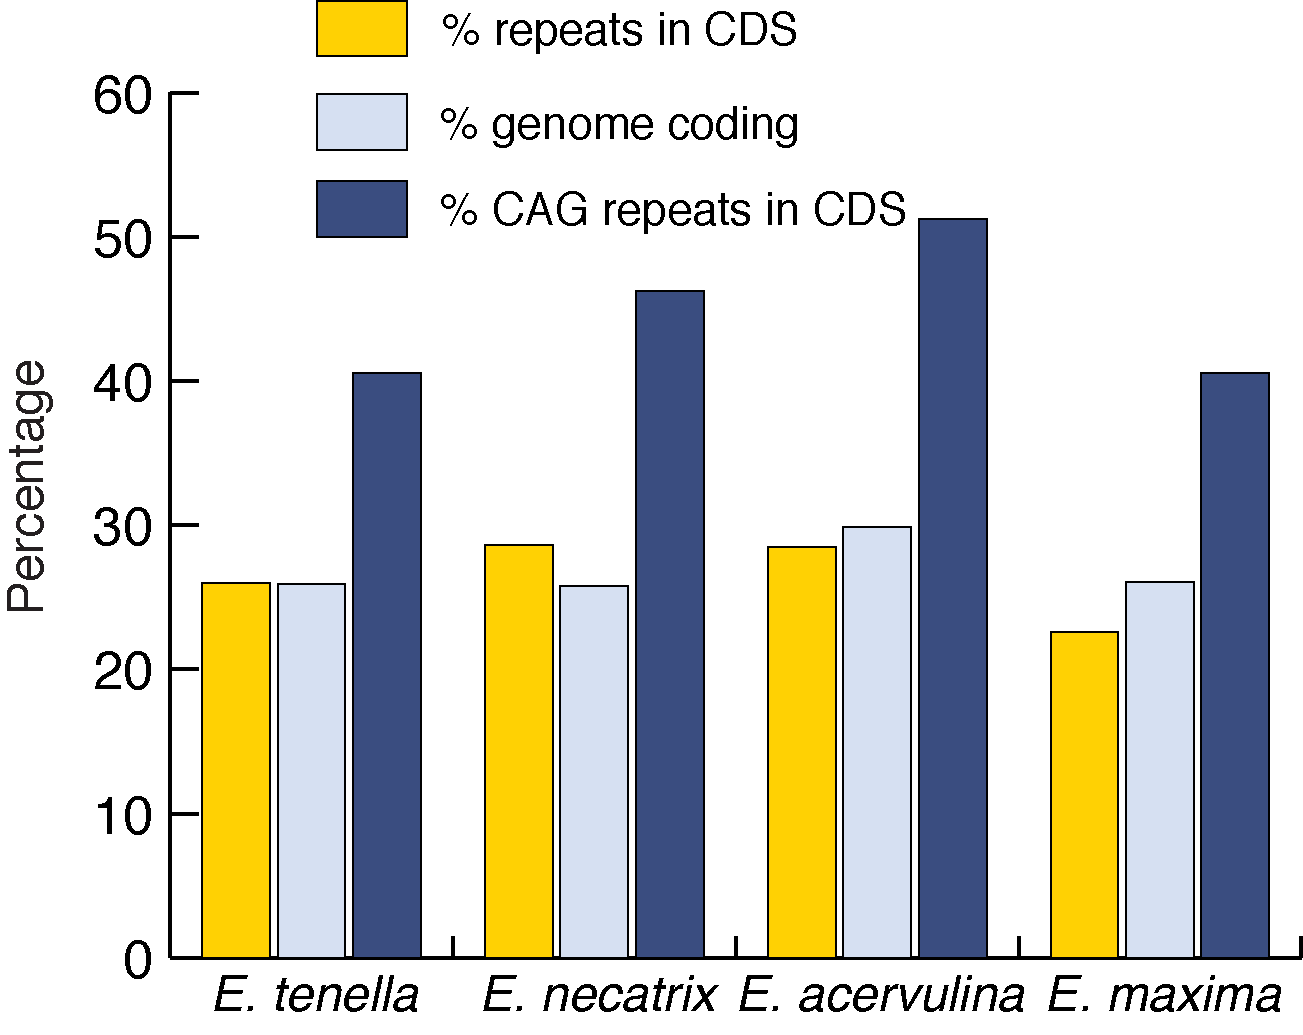 % repeats in CDS
% genome coding
% CAG repeats in CDS
Percentage
60
50
40
30
20
10
0
E. tenella
E. necatrix
E. acervulina
E. maxima